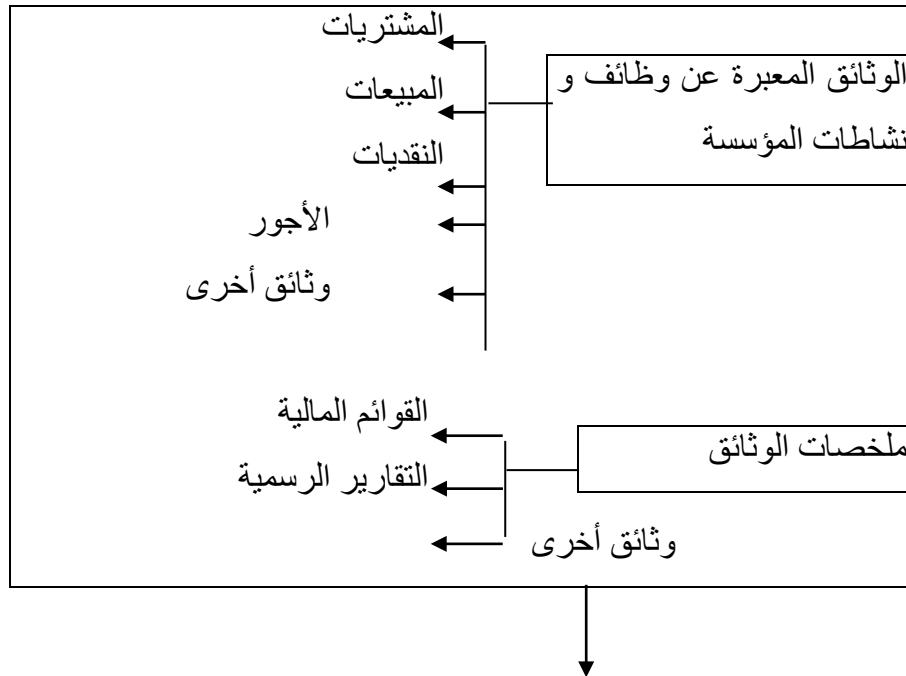 المشتريات
الوثائق المعبرة عن وظائف و
نشاطات المؤسسة
المبيعات
النقديات
الأجور
وثائق أخرى
القوائم المالية
ملخصات الوثائق
التقارير الرسمية
وثائق أخرى